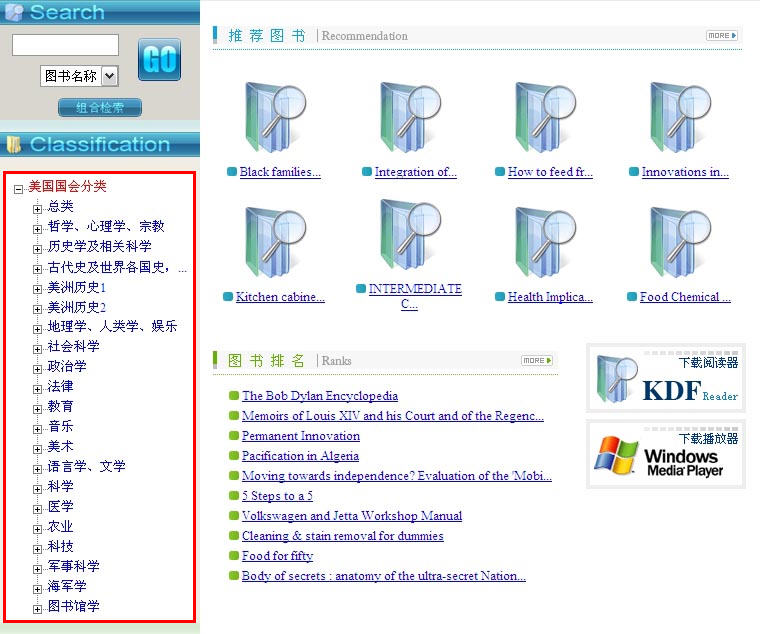 Search
图书名称
GO
组合检索
Classification
美国国会分类
总类
哲学、心理学、宗教
历史学及相关科学
古代史及世界各国史，...
美洲历史1
美洲历史2
地理学、人类学、娱乐
社会科学
政治学
法律
教育
音乐
美术
语言学、文学
科学
医学
农业
科技
军事科学
海军学
图书馆学
推荐图书 | Recommendation
MORE
Black families...
Integration of...
How to feed fr...
Innovations in...
Kitchen cabine...
INTERMEDIATE
C...
Health Implica...
Food Chemical ...
图书排名 | Ranks
MORE
The Bob Dylan Encyclopedia
Memoirs of Louis XIV and his Court and of the Regenc...
Permanent Innovation
Pacification in Algeria
Moving towards independence? Evaluation of the 'Mobi...
5 Steps to a 5
Volkswagen and Jetta Workshop Manual
Cleaning & stain removal for dummies
Food for fifty
Body of secrets : anatomy of the ultra-secret Nation...
下载阅读器
KDF Reader
下载播放器
Windows
Media Player